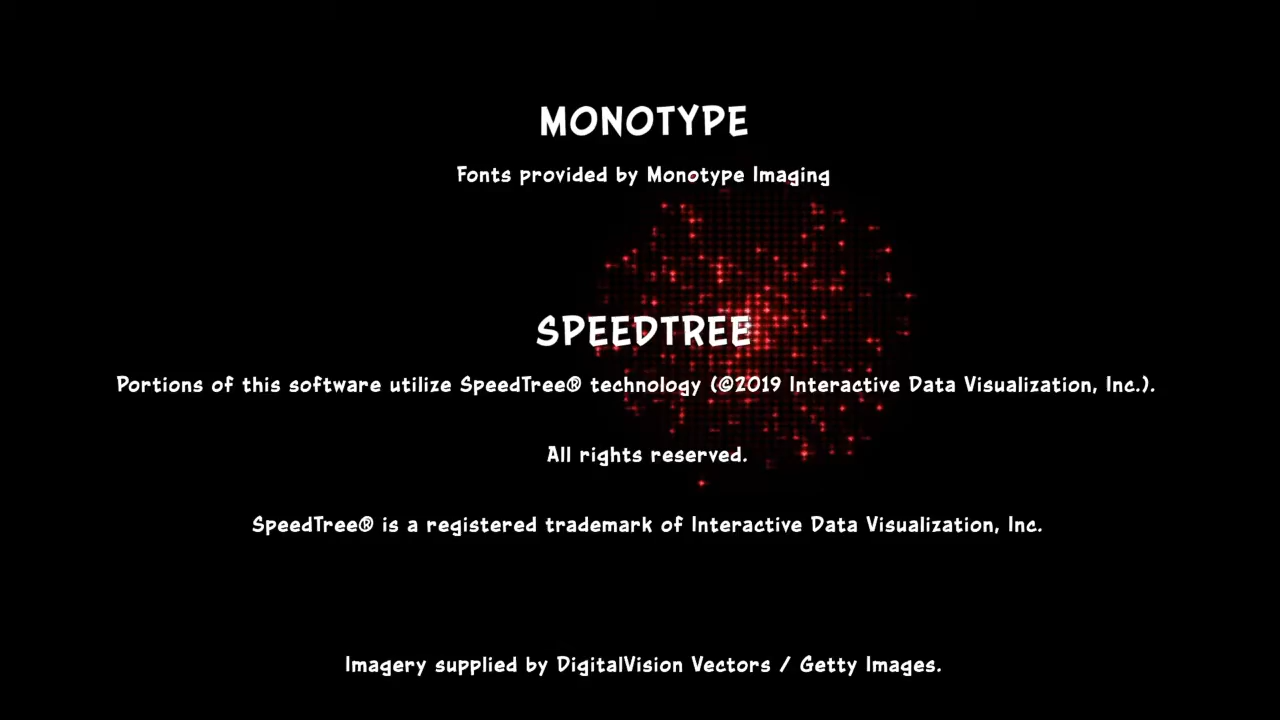 MONOTYPE
Fonts provided by Monotype Imaging
SPEEDTREE
Portions of this software utilize SpeedTree® technology (©2019 Interactive Data Visualization, Inc.).
All rights reserved.
SpeedTree® is a registered trademark of Interactive Data Visualization, Inc.
Imagery supplied by DigitalVision Vectors / Getty Images.